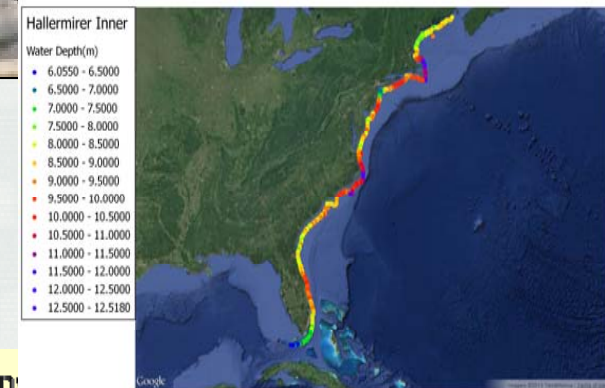 Hallermirer Inner
Water Depth(m)
6.0550 - 6.5000
6.5000 - 7.0000
7.0000 - 7.5000
7.5000 - 8.0000
8.0000 - 8.5000
8.5000 - 9.0000
9.0000 - 9.5000
9.5000 - 10.0000
10.0000 - 10.5000
10.5000 - 11.0000
11.0000 - 11.5000
11.5000 - 12.0000
12.0000 - 12.5000
12.5000 - 12.5180
Google